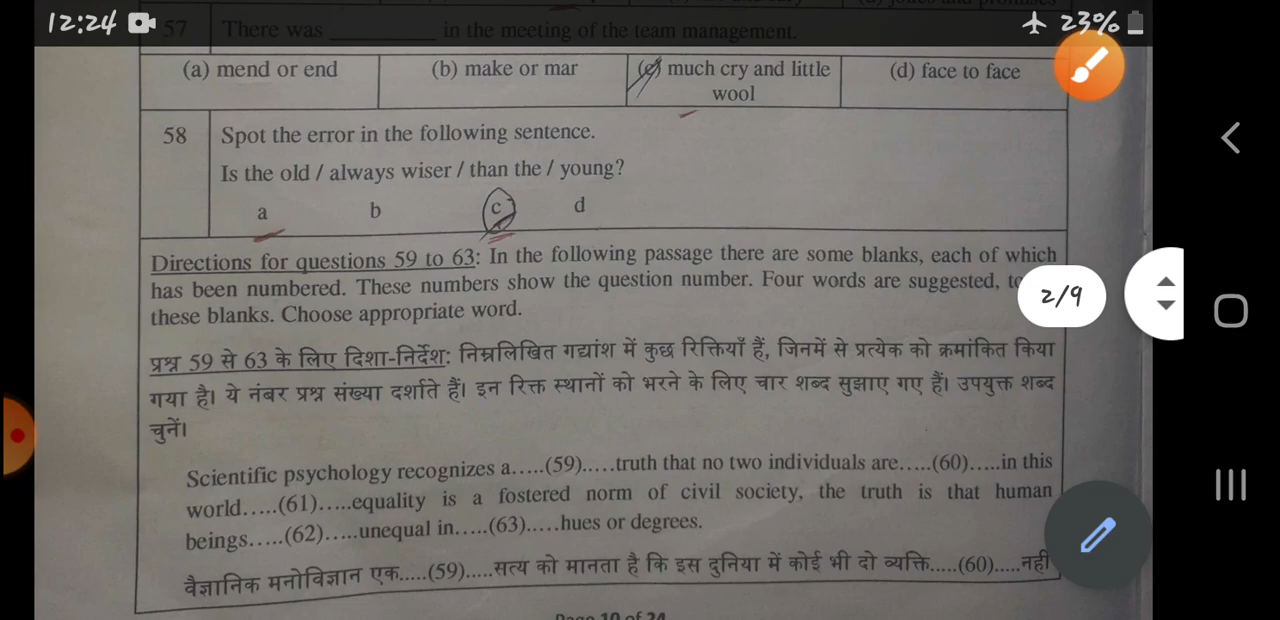 12:24
23%
57 There was __________ in the meeting of the team management.
(a) mend or end (b) make or mar (c) much cry and little wool (d) face to face
58 Spot the error in the following sentence.
Is the old / always wiser / than the / young?
a b c d
Directions for questions 59 to 63: In the following passage there are some blanks, each of which
has been numbered. These numbers show the question number. Four words are suggested,
2/9
these blanks. Choose appropriate word.
प्रश्न 59 से 63 के लिए दिशा-निर्देश: निम्नलिखित गद्यांश में कुछ रिक्तियाँ हैं, जिनमें से प्रत्येक को क्रमांकित किया
गया है। ये नंबर प्रश्न संख्या दर्शाते हैं। इन रिक्त स्थानों को भरने के लिए चार शब्द सुझाए गए हैं। उपयुक्त शब्द
चुनें।
Scientific psychology recognizes a.....(59).....truth that no two individuals are.....(60).....in this
world.....(61).....equality is a fostered norm of civil society, the truth is that human
beings.....(62).....unequal in.....(63).....hues or degrees.
वैज्ञानिक मनोविज्ञान एक.....(59).....सत्य को मानता है कि इस दुनिया में कोई भी दो व्यक्ति.....(60).....नहीं
Page 10 of 24